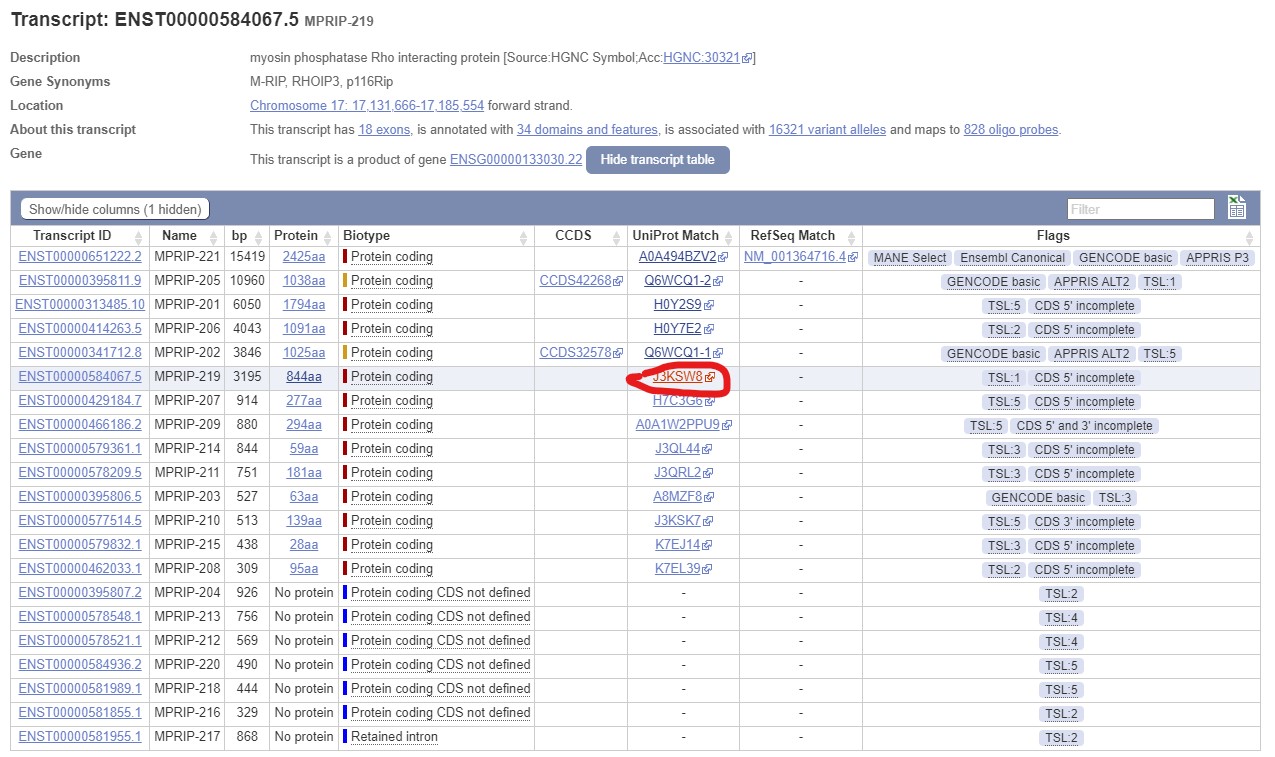 Transcript: ENST00000584067.5 MPRIP-219
Description myosin phosphatase Rho interacting protein [Source:HGNC Symbol;Acc:HGNC:30321]
Gene Synonyms M-RIP, RHOIP3, p116Rip
Location Chromosome 17: 17,131,666-17,185,554 forward strand.
About this transcript This transcript has 18 exons, is annotated with 34 domains and features, is associated with 16321 variant alleles and maps to 828 oligo probes.
Gene This transcript is a product of gene ENSG00000133030.22 Hide transcript table
Show/hide columns (1 hidden) Filter
Transcript ID Name bp Protein Biotype CCDS UniProt Match RefSeq Match Flags
ENST00000651222.2 MPRIP-221 15419 2425aa Protein coding A0A494BZV2 NM_001364716.4 MANE Select Ensembl Canonical GENCODE basic APPRIS P3
ENST00000395811.9 MPRIP-205 10960 1038aa Protein coding CCDS42268 Q6WCQ1-2 - GENCODE basic APPRIS ALT2 TSL:1
ENST00000313485.10 MPRIP-201 6050 1794aa Protein coding H0Y2S9 - TSL:5 CDS 5' incomplete
ENST00000414263.5 MPRIP-206 4043 1091aa Protein coding H0Y7E2 - TSL:2 CDS 5' incomplete
ENST00000341712.8 MPRIP-202 3846 1025aa Protein coding CCDS32578 Q6WCQ1-1 - GENCODE basic APPRIS ALT2 TSL:5
ENST00000584067.5 MPRIP-219 3195 844aa Protein coding J3KSW8 - TSL:1 CDS 5' incomplete
ENST00000429184.7 MPRIP-207 914 277aa Protein coding H7C3G6 - TSL:5 CDS 5' incomplete
ENST00000466186.2 MPRIP-209 880 294aa Protein coding A0A1W2PPU9 - TSL:5 CDS 5' and 3' incomplete
ENST00000579361.1 MPRIP-214 844 59aa Protein coding J3QL44 - TSL:3 CDS 5' incomplete
ENST00000578209.5 MPRIP-211 751 181aa Protein coding J3QRL2 - TSL:3 CDS 5' incomplete
ENST00000395806.5 MPRIP-203 527 63aa Protein coding A8MZF8 - GENCODE basic TSL:3
ENST00000577514.5 MPRIP-210 513 139aa Protein coding J3KSK7 - TSL:5 CDS 3' incomplete
ENST00000579832.1 MPRIP-215 438 28aa Protein coding K7EJ14 - TSL:3 CDS 5' incomplete
ENST00000462033.1 MPRIP-208 309 95aa Protein coding K7EL39 - TSL:2 CDS 5' incomplete
ENST00000395807.2 MPRIP-204 926 No protein Protein coding CDS not defined - - TSL:2
ENST00000578548.1 MPRIP-213 756 No protein Protein coding CDS not defined - - TSL:4
ENST00000578521.1 MPRIP-212 569 No protein Protein coding CDS not defined - - TSL:4
ENST00000584936.2 MPRIP-220 490 No protein Protein coding CDS not defined - - TSL:5
ENST00000581989.1 MPRIP-218 444 No protein Protein coding CDS not defined - - TSL:5
ENST00000581855.1 MPRIP-216 329 No protein Protein coding CDS not defined - - TSL:2
ENST00000581955.1 MPRIP-217 868 No protein Retained intron - - TSL:2